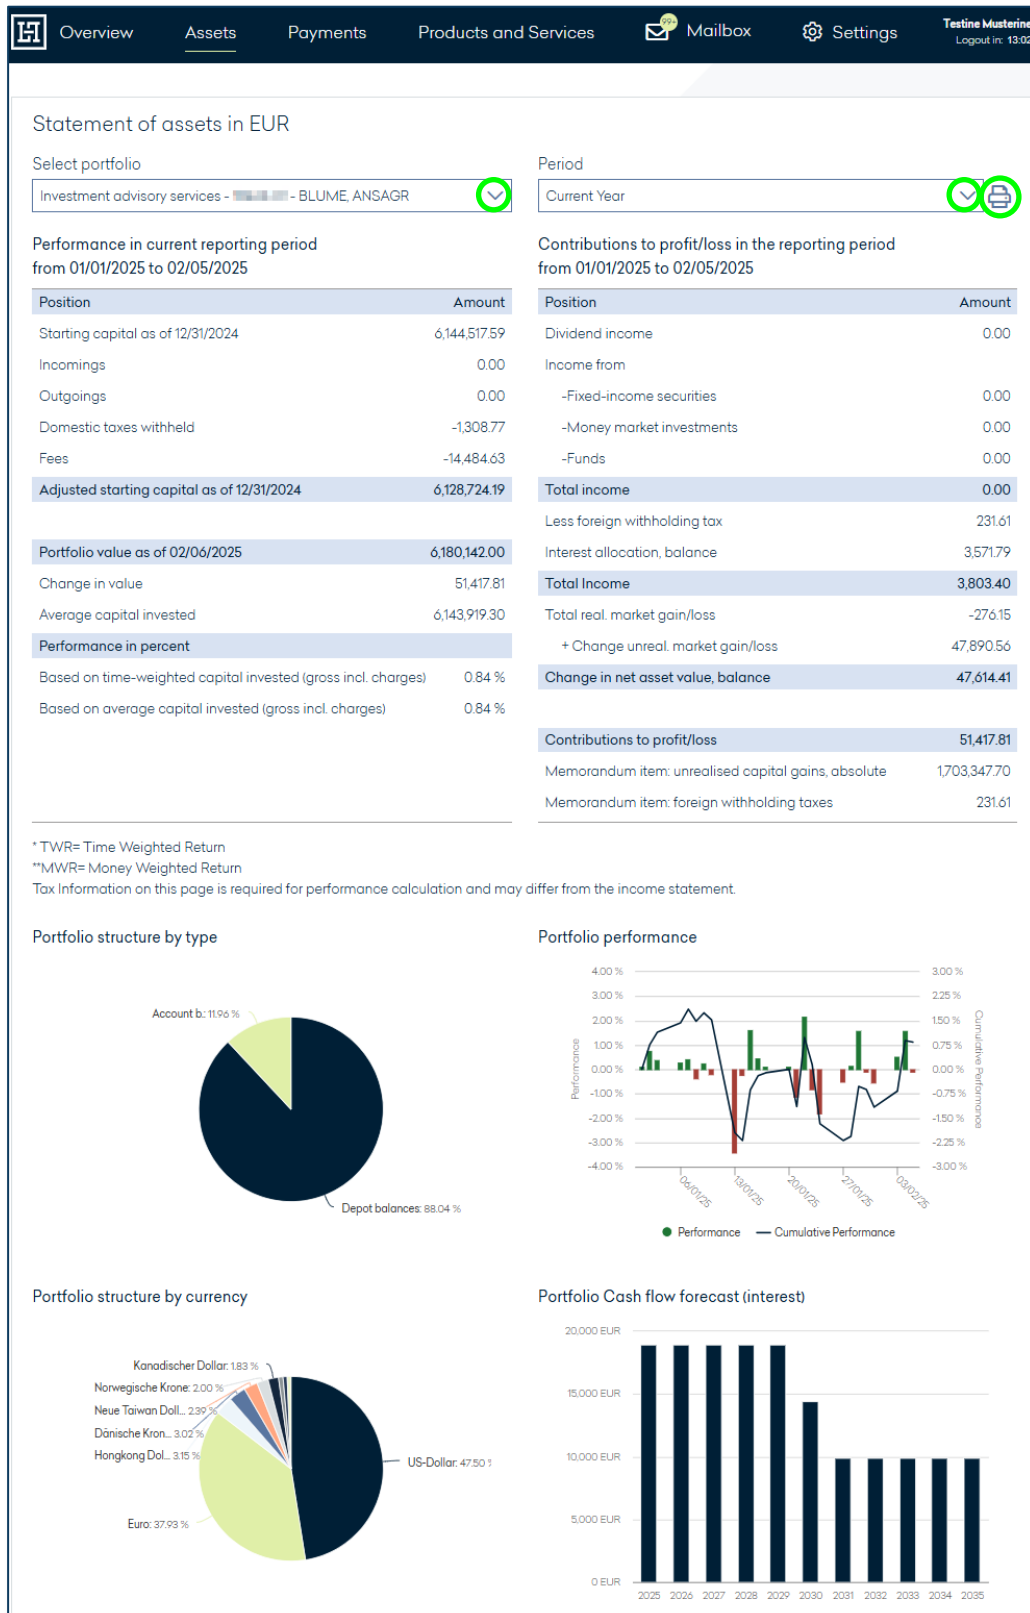 LH Overview Assets Payments Products and Services 99+ Mailbox Settings Testine Musterine
Logout in: 13:02
Statement of assets in EUR
Select portfolio Period
Investment advisory services - - BLUME, ANSAGR Current Year
Performance in current reporting period
from 01/01/2025 to 02/05/2025
Position Amount
Starting capital as of 12/31/2024 6,144,517.59
Incomings 0.00
Outgoings 0.00
Domestic taxes withheld -1,308.77
Fees -14,484.63
Adjusted starting capital as of 12/31/2024 6,128,724.19
Portfolio value as of 02/06/2025 6,180,142.00
Change in value 51,417.81
Average capital invested 6,143,919.30
Performance in percent
Based on time-weighted capital invested (gross incl. charges) 0.84 %
Based on average capital invested (gross incl. charges) 0.84 %
Contributions to profit/loss in the reporting period
from 01/01/2025 to 02/05/2025
Position Amount
Dividend income 0.00
Income from
-Fixed-income securities 0.00
-Money market investments 0.00
-Funds 0.00
Total income 0.00
Less foreign withholding tax 231.61
Interest allocation, balance 3,571.79
Total Income 3,803.40
Total real. market gain/loss -276.15
+ Change unreal. market gain/loss 47,890.56
Change in net asset value, balance 47,614.41
Contributions to profit/loss 51,417.81
Memorandum item: unrealised capital gains, absolute 1,703,347.70
Memorandum item: foreign withholding taxes 231.61
* TWR= Time Weighted Return
**MWR= Money Weighted Return
Tax Information on this page is required for performance calculation and may differ from the income statement.
Portfolio structure by type
Account b.: 11.96 %
Depot balances: 88.04 %
Portfolio performance
4.00 % 3.00 %
3.00 % 2.25 %
2.00 % 1.50 %
1.00 % 0.75 %
0.00 % 0.00 %
-1.00 % -0.75 %
-2.00 % -1.50 %
-3.00 % -2.25 %
-4.00 % -3.00 %
Performance
Cumulative Performance
06/01/25 13/01/25 20/01/25 27/01/25 03/02/25
Performance Cumulative Performance
Portfolio structure by currency
Kanadischer Dollar: 1.83 %
Norwegische Krone: 2.00 %
Neue Taiwan Doll... 2.39 %
Dänische Kron... 3.02 %
Hongkong Dol... 3.15 %
US-Dollar: 47.50 %
Euro: 37.93 %
Portfolio Cash flow forecast (interest)
20,000 EUR
15,000 EUR
10,000 EUR
5,000 EUR
0 EUR
2025 2026 2027 2028 2029 2030 2031 2032 2033 2034 2035